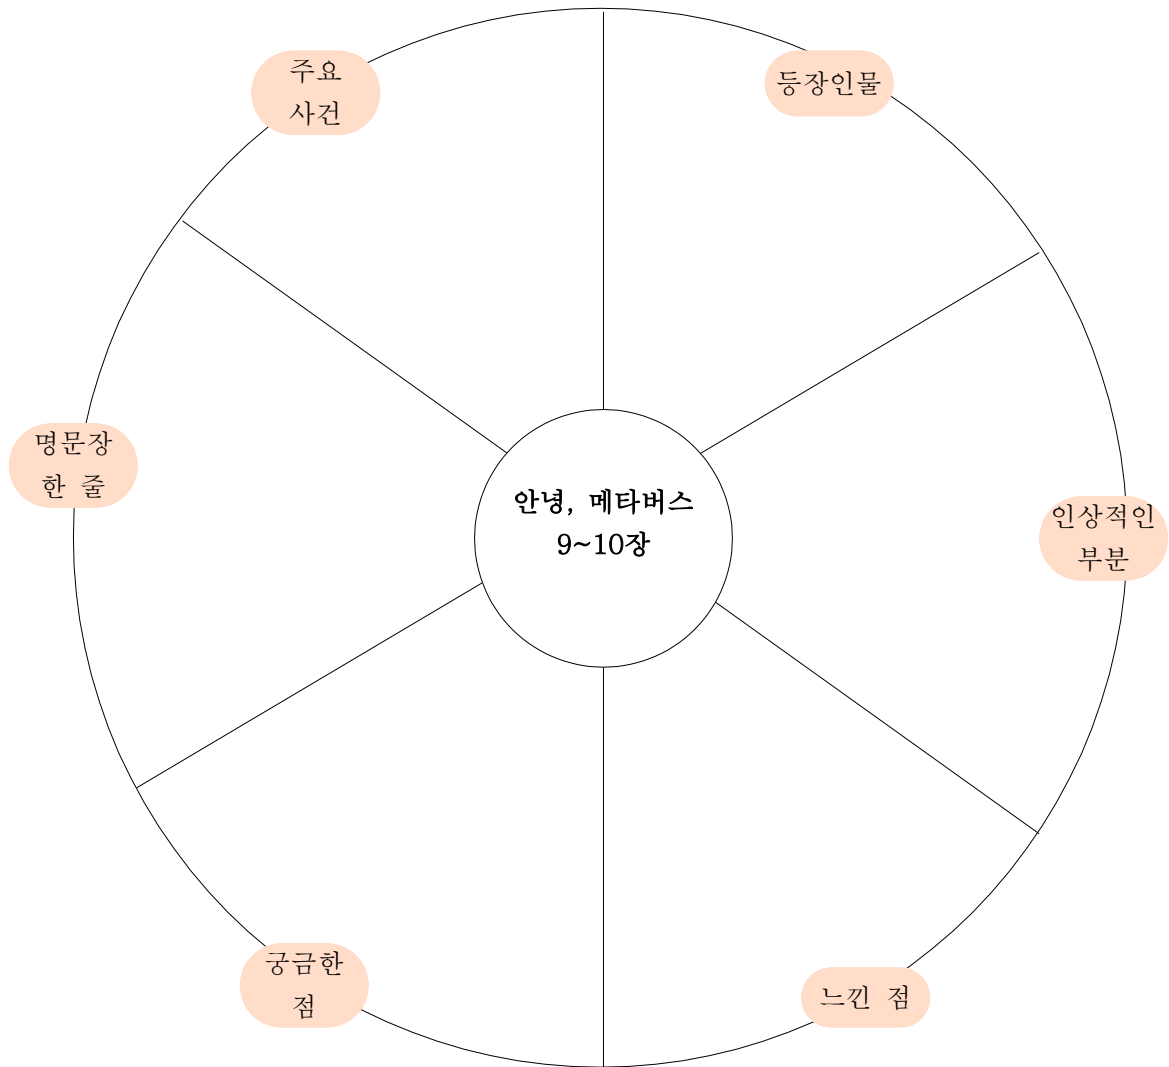 주요
사건
등장인물
명문장
한 줄
안녕, 메타버스
9~10장
인상적인
부분
궁금한
점
느낀 점